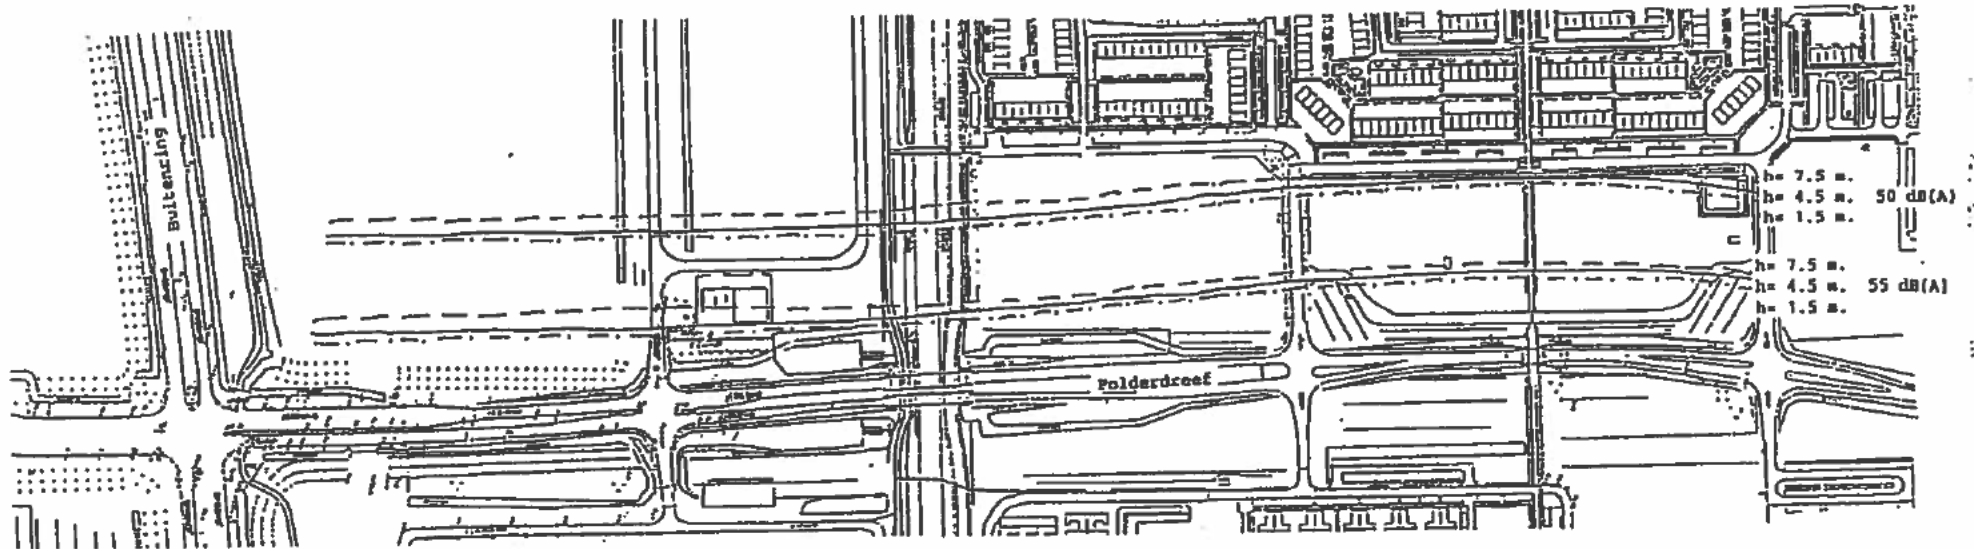 Buitenring
h= 7.5 m.
h= 4.5 m. 50 dB(A)
h= 1.5 m.
h= 7.5 m.
h= 4.5 m. 55 dB(A)
h= 1.5 m.
Polderdreef